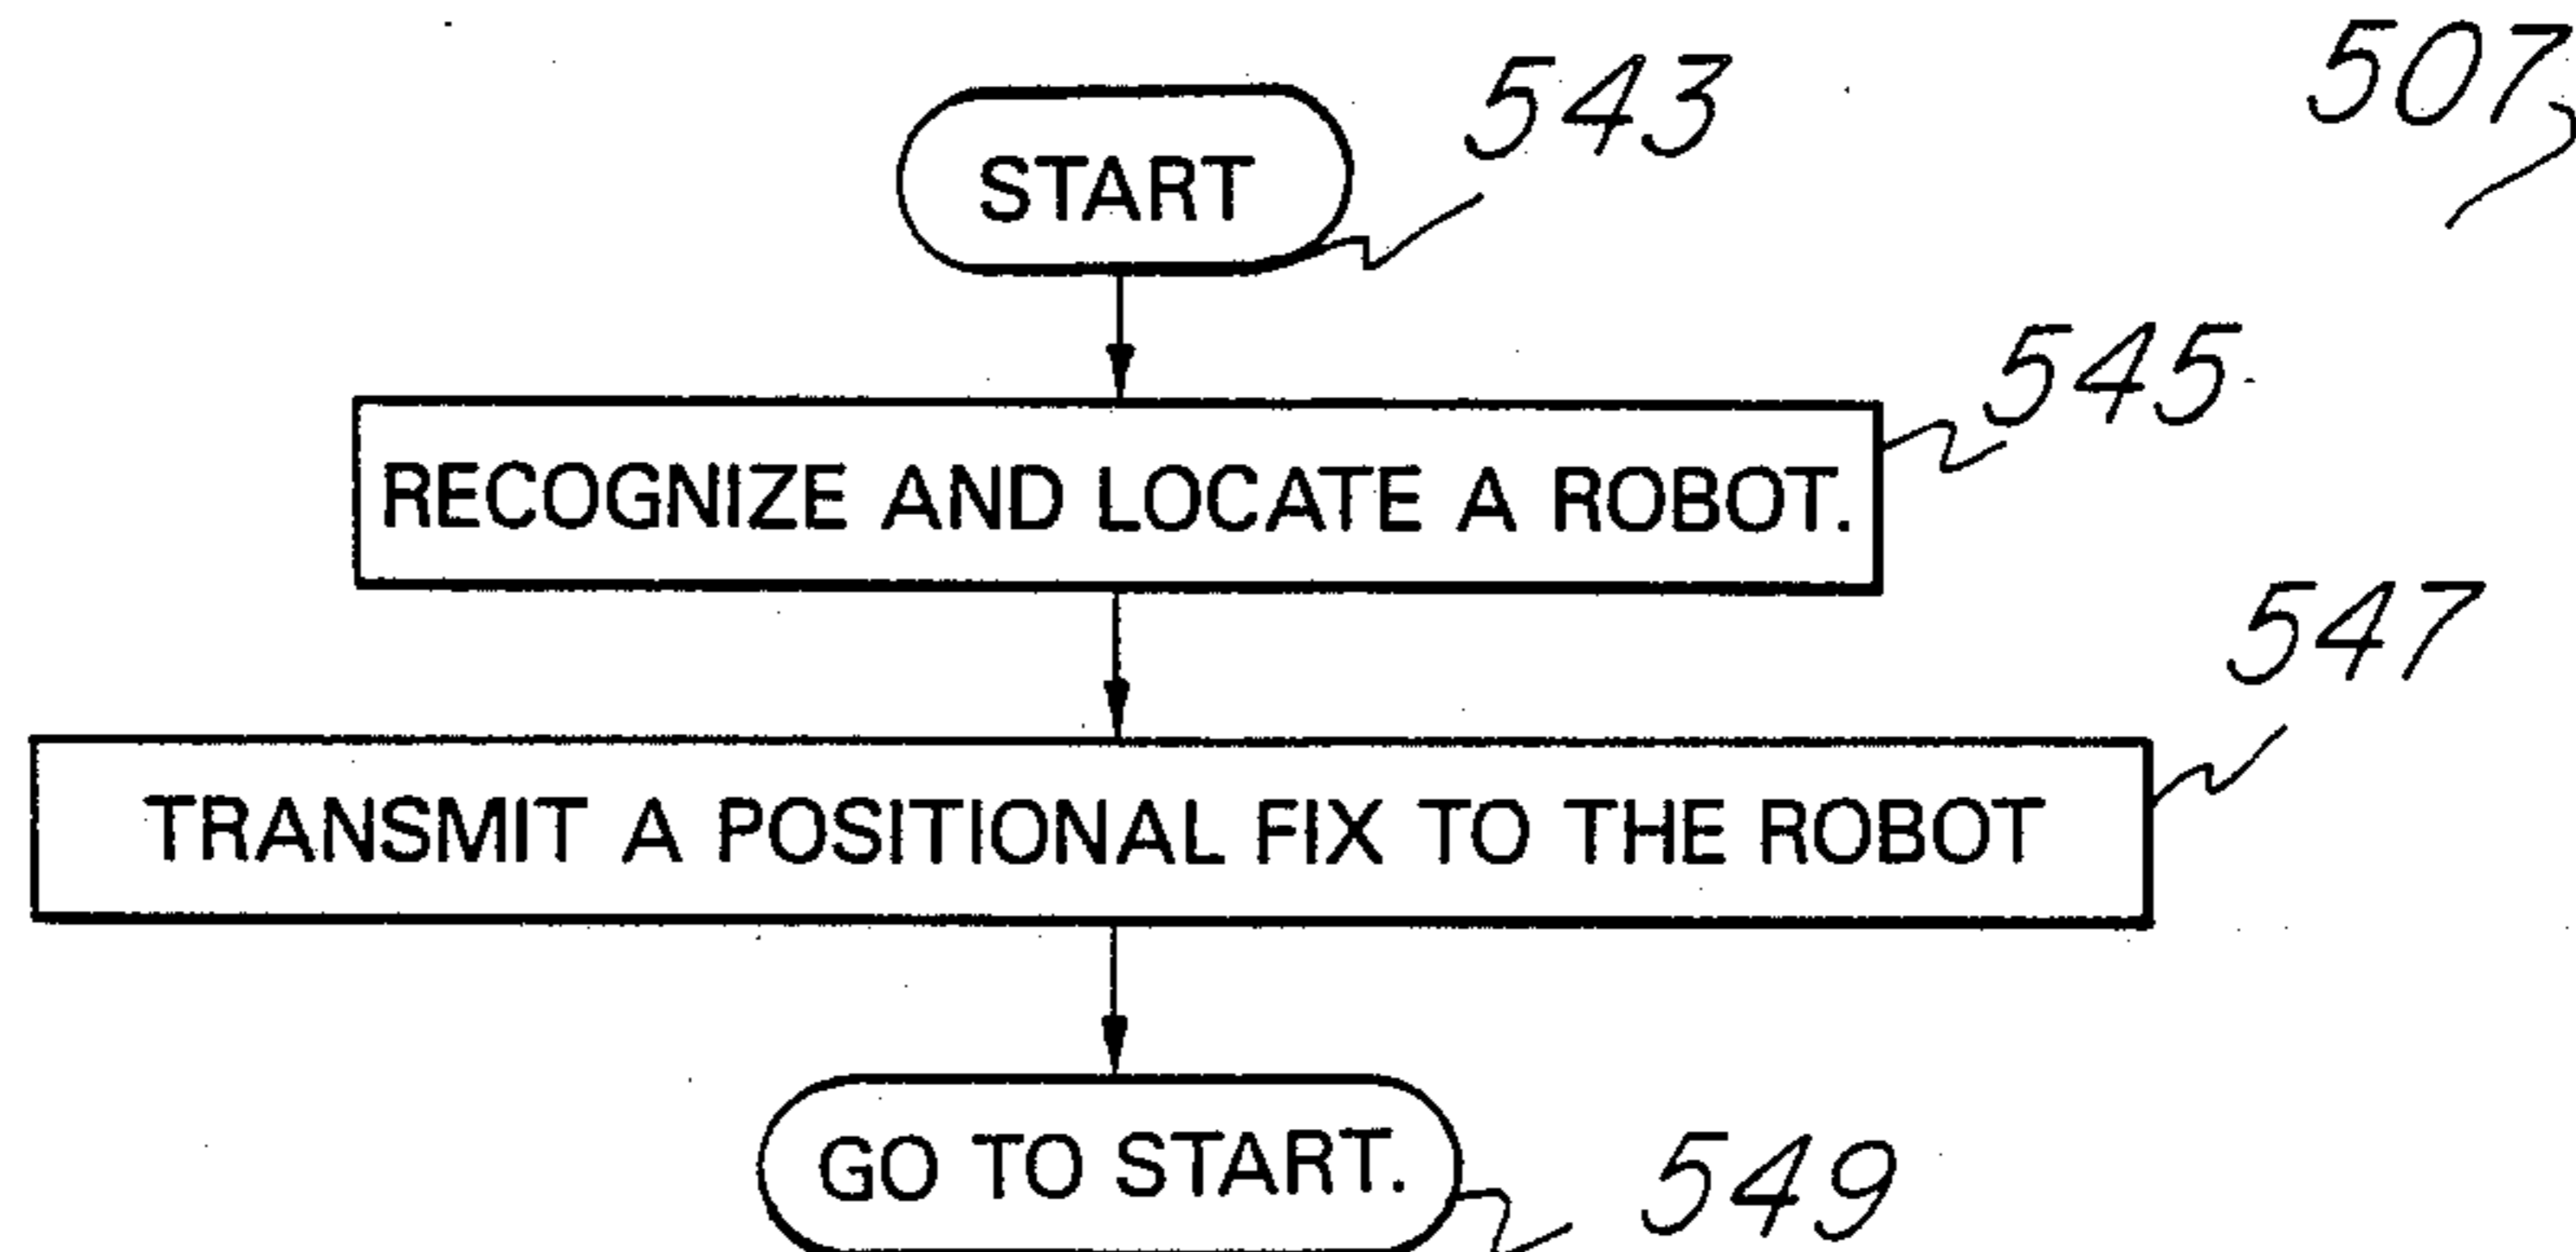 507
START
543
RECOGNIZE AND LOCATE A ROBOT.
545
TRANSMIT A POSITIONAL FIX TO THE ROBOT
547
GO TO START.
549